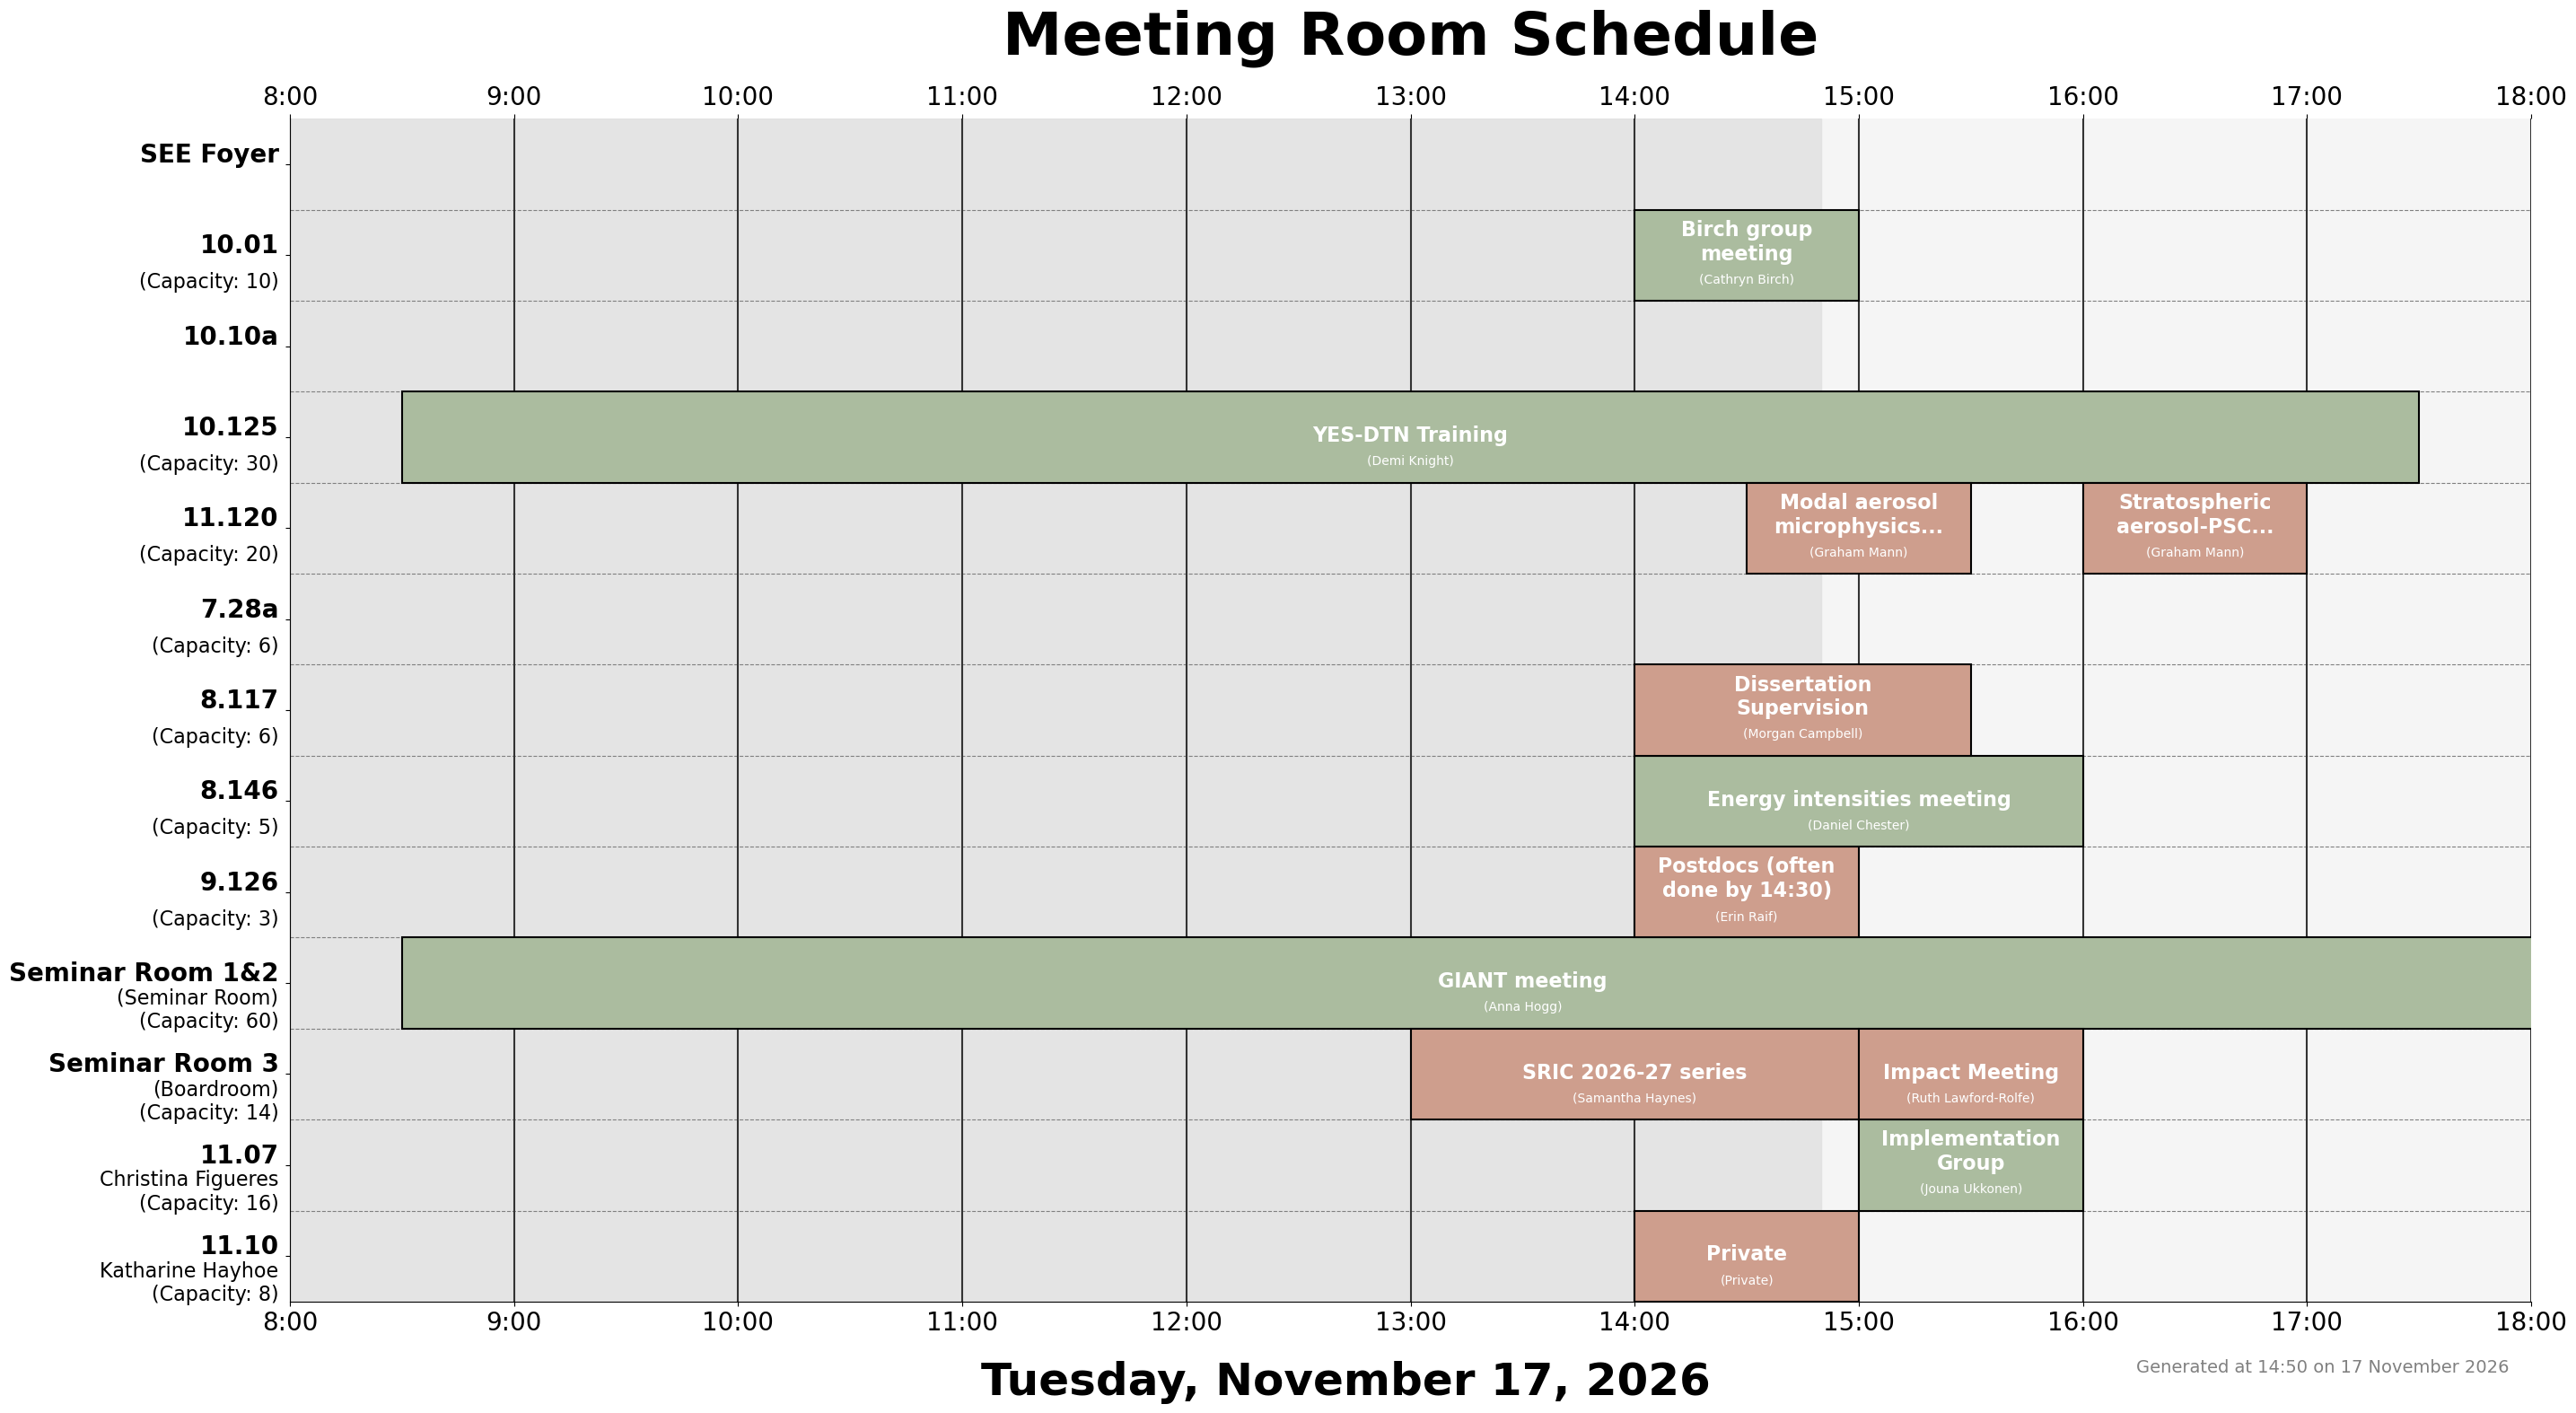 Meeting Room Schedule
8:00 9:00 10:00 11:00 12:00 13:00 14:00 15:00 16:00 17:00 18:00
SEE Foyer
10.01
(Capacity: 10)
Birch group
meeting
(Cathryn Birch)
10.10a
10.125
(Capacity: 30)
YES-DTN Training
(Demi Knight)
11.120
(Capacity: 20)
Modal aerosol
microphysics...
(Graham Mann)
Stratospheric
aerosol-PSC...
(Graham Mann)
7.28a
(Capacity: 6)
8.117
(Capacity: 6)
Dissertation
Supervision
(Morgan Campbell)
8.146
(Capacity: 5)
Energy intensities meeting
(Daniel Chester)
9.126
(Capacity: 3)
Postdocs (often
done by 14:30)
(Erin Raif)
Seminar Room 1&2
(Seminar Room)
(Capacity: 60)
GIANT meeting
(Anna Hogg)
Seminar Room 3
(Boardroom)
(Capacity: 14)
SRIC 2026-27 series
(Samantha Haynes)
Impact Meeting
(Ruth Lawford-Rolfe)
11.07
Christina Figueres
(Capacity: 16)
Implementation
Group
(Jouna Ukkonen)
11.10
Katharine Hayhoe
(Capacity: 8)
Private
(Private)
8:00 9:00 10:00 11:00 12:00 13:00 14:00 15:00 16:00 17:00 18:00
Tuesday, November 17, 2026
Generated at 14:50 on 17 November 2026